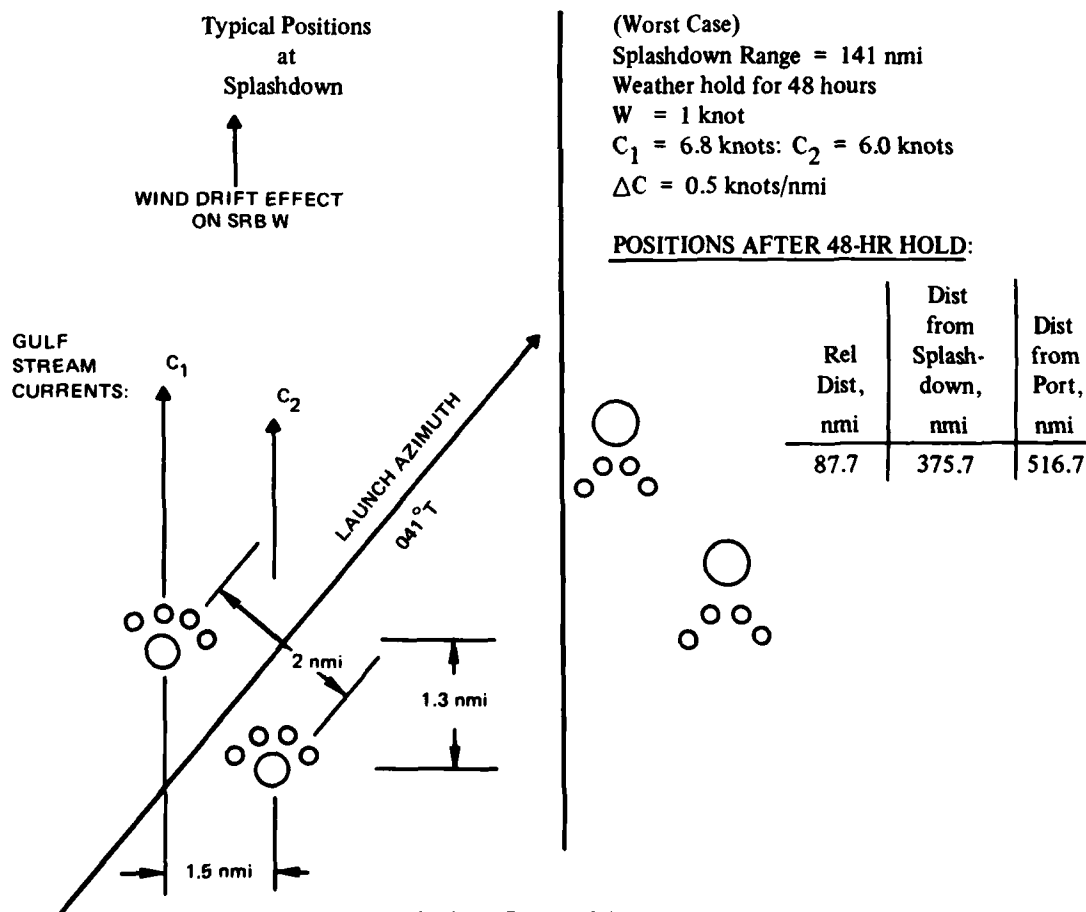 Typical Positions
at
Splashdown
WIND DRIFT EFFECT
ON SRB W
GULF
STREAM
CURRENTS:
C1
C2
LAUNCH AZIMUTH
041°T
2 nmi
1.3 nmi
1.5 nmi
(Worst Case)
Splashdown Range = 141 nmi
Weather hold for 48 hours
W = 1 knot
C1 = 6.8 knots: C2 = 6.0 knots
ΔC = 0.5 knots/nmi
POSITIONS AFTER 48-HR HOLD:
Rel
Dist,
nmi
Dist
from
Splash-
down,
nmi
Dist
from
Port,
nmi
87.7 375.7 516.7